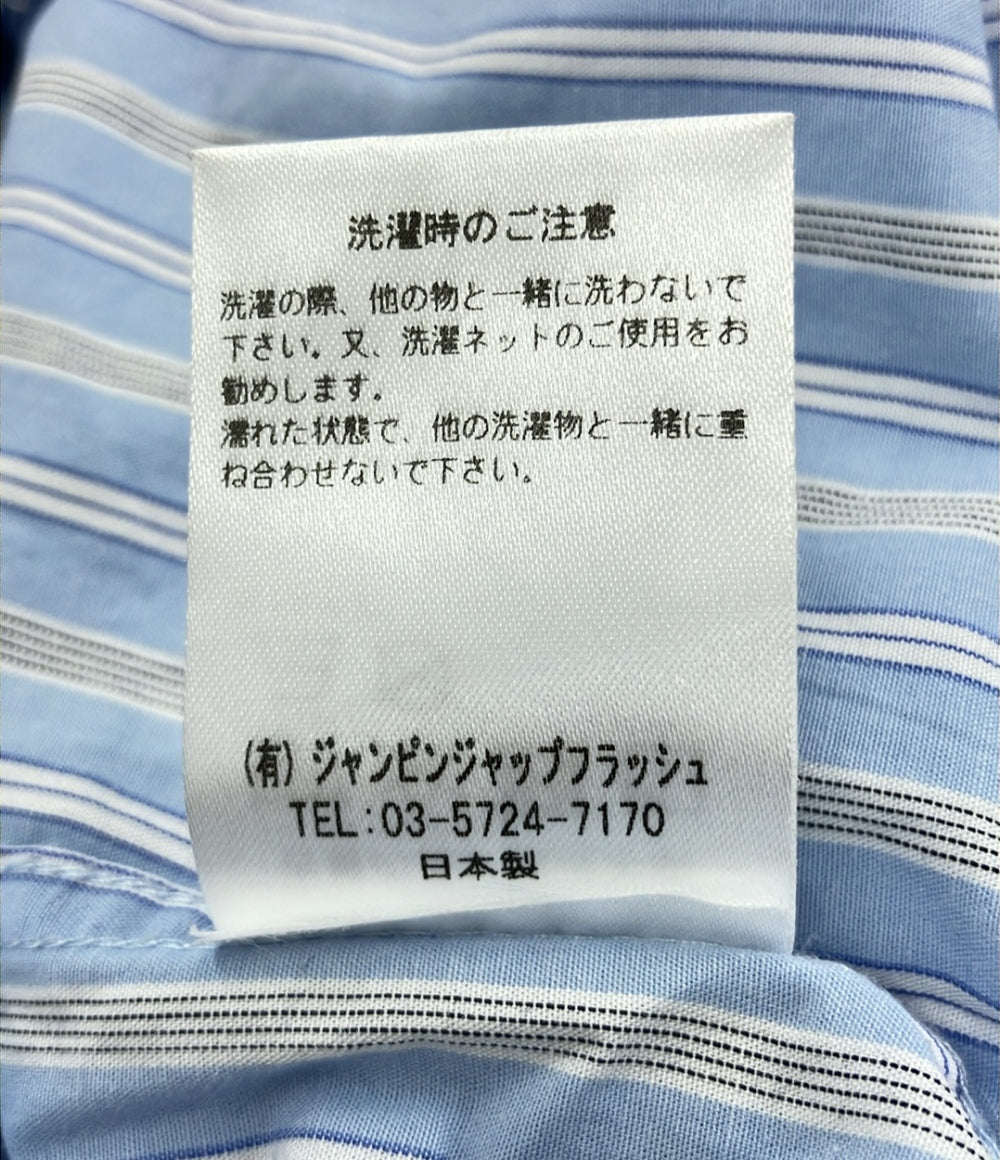 洗濯時のご注意
洗濯の際、他の物と一緒に洗わないで
下さい。又、洗濯ネットのご使用をお
勧めします。
濡れた状態で、他の洗濯物と一緒に重
ね合わせないで下さい。
(有)ジャンピンジャップフラッシュ
TEL:03-5724-7170
日本製